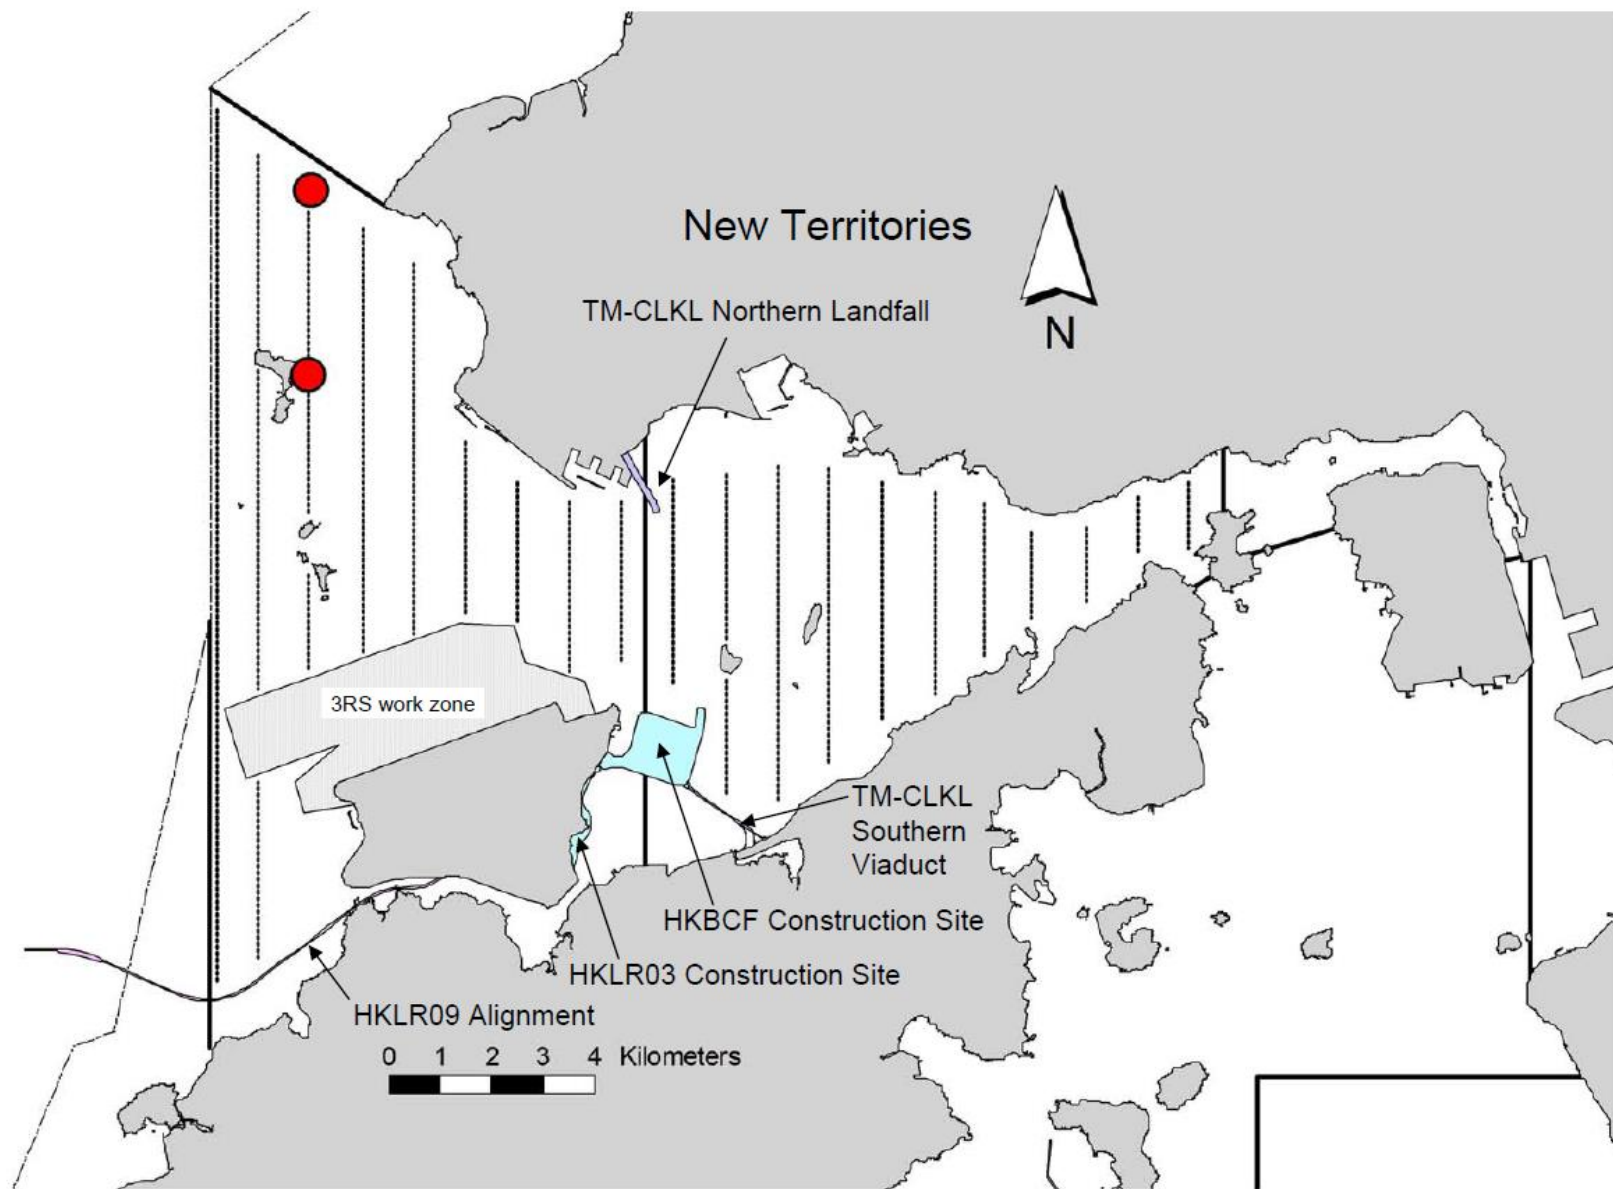 New Territories
TM-CLKL Northern Landfall
N
3RS work zone
TM-CLKL
Southern
Viaduct
HKBCF Construction Site
HKLR03 Construction Site
HKLR09 Alignment
0 1 2 3 4 Kilometers